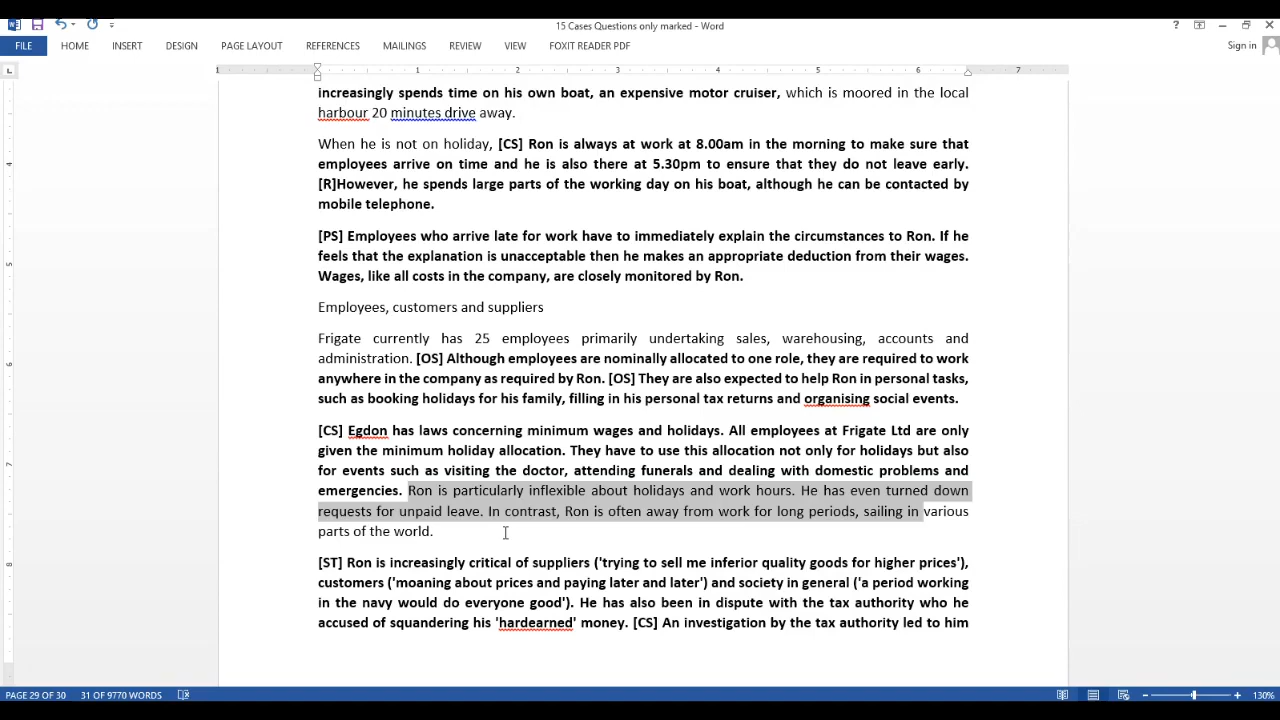 15 Cases Questions only marked - Word
FILE HOME INSERT DESIGN PAGE LAYOUT REFERENCES MAILINGS REVIEW VIEW FOXIT READER PDF Sign in
1 1 2 3 4 5 6 7
increasingly spends time on his own boat, an expensive motor cruiser, which is moored in the local
harbour 20 minutes drive away.
When he is not on holiday, [CS] Ron is always at work at 8.00am in the morning to make sure that
employees arrive on time and he is also there at 5.30pm to ensure that they do not leave early.
[R]However, he spends large parts of the working day on his boat, although he can be contacted by
mobile telephone.
[PS] Employees who arrive late for work have to immediately explain the circumstances to Ron. If he
feels that the explanation is unacceptable then he makes an appropriate deduction from their wages.
Wages, like all costs in the company, are closely monitored by Ron.
Employees, customers and suppliers
Frigate currently has 25 employees primarily undertaking sales, warehousing, accounts and
administration. [OS] Although employees are nominally allocated to one role, they are required to work
anywhere in the company as required by Ron. [OS] They are also expected to help Ron in personal tasks,
such as booking holidays for his family, filling in his personal tax returns and organising social events.
[CS] Egdon has laws concerning minimum wages and holidays. All employees at Frigate Ltd are only
given the minimum holiday allocation. They have to use this allocation not only for holidays but also
for events such as visiting the doctor, attending funerals and dealing with domestic problems and
emergencies. Ron is particularly inflexible about holidays and work hours. He has even turned down
requests for unpaid leave. In contrast, Ron is often away from work for long periods, sailing in various
parts of the world.
[ST] Ron is increasingly critical of suppliers ('trying to sell me inferior quality goods for higher prices'),
customers ('moaning about prices and paying later and later') and society in general ('a period working
in the navy would do everyone good'). He has also been in dispute with the tax authority who he
accused of squandering his 'hardearned' money. [CS] An investigation by the tax authority led to him
4
5
6
7
8
PAGE 29 OF 30 31 OF 9770 WORDS 130%